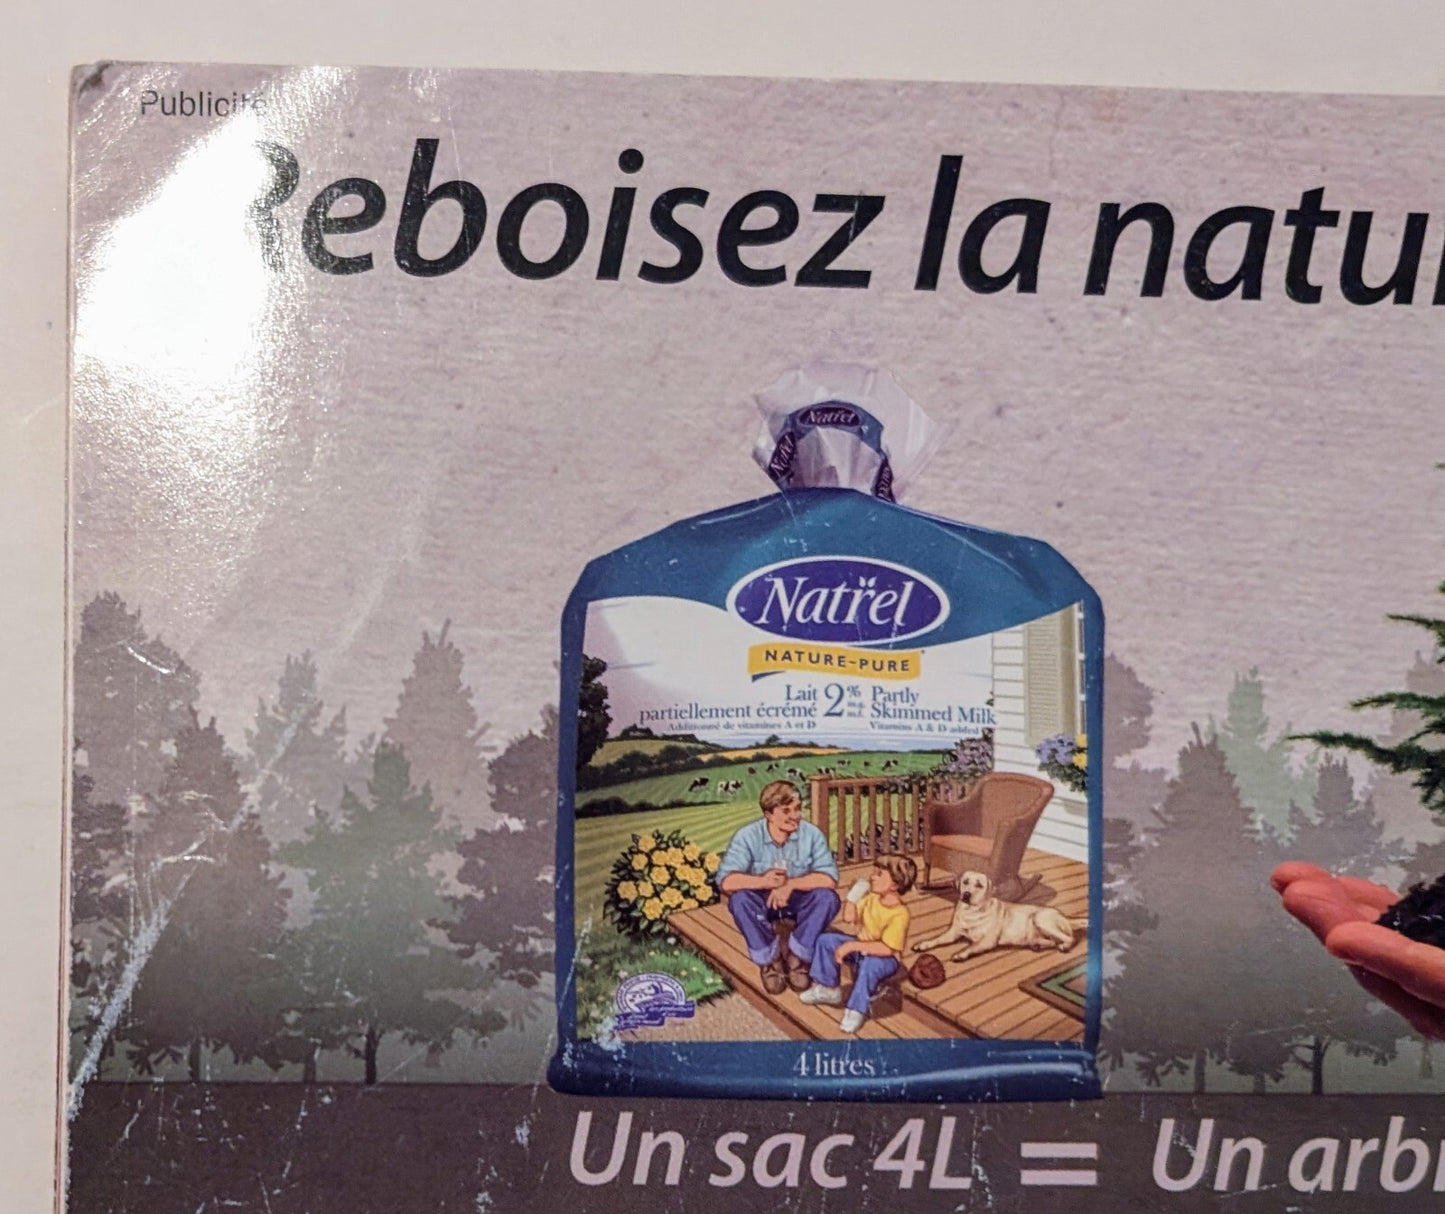 Publicité
Reboisez la natu
Natrel
Natrel
Natrel
NATURE-PURE
Lait partiellement écrémé 2% m.g. m.f. Partly Skimmed Milk
Additionné de vitamines A et D
Vitamins A & D added
4 litres
Un sac 4L = Un arb